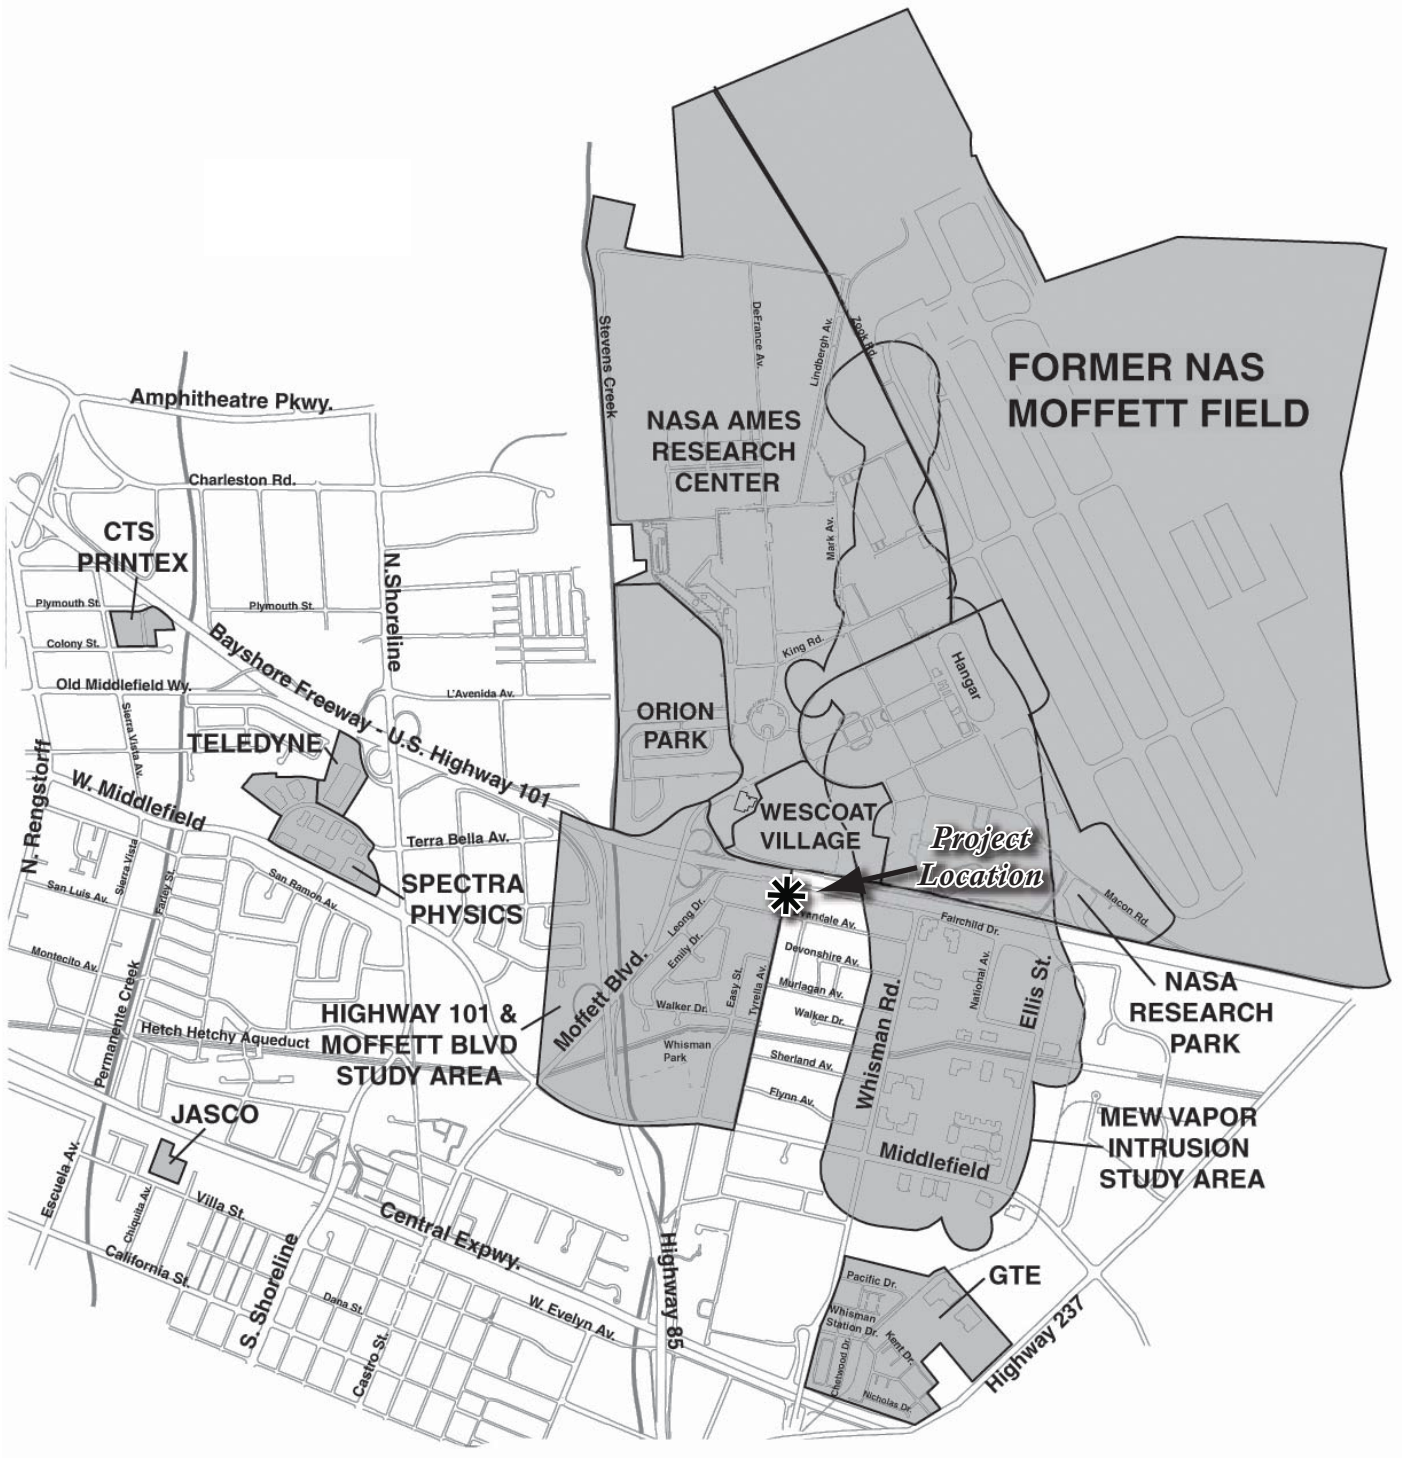 FORMER NAS
MOFFETT FIELD
Stevens Creek
DeFrance Av.
Lindbergh Av.
Zook Rd.
NASA AMES
RESEARCH
CENTER
Mark Av.
Amphitheatre Pkwy.
Charleston Rd.
CTS
PRINTEX
N.Shoreline
Plymouth St.
Plymouth St.
Colony St.
Bayshore Freeway - U.S. Highway 101
King Rd.
Hangar
Old Middlefield Wy.
L'Avenida Av.
Sierra Vista Av.
ORION
PARK
TELEDYNE
N. Rengstorff
W. Middlefield
WESCOAT
VILLAGE
Project
Location
Terra Bella Av.
Sierra Vista
Farley St.
San Luis Av.
San Ramon Av.
SPECTRA
PHYSICS
Macon Rd.
Leong Dr.
Fairchild Dr.
Devonshire Av.
Emily Dr.
Montecito Av.
Permanente Creek
Moffett Blvd.
Easy St.
Tyrella Av.
Murlagan Av.
National Av.
Ellis St.
NASA
RESEARCH
PARK
Walker Dr.
Walker Dr.
Whisman Rd.
HIGHWAY 101 &
MOFFETT BLVD
STUDY AREA
Hetch Hetchy Aqueduct
Whisman
Park
Sherland Av.
Flynn Av.
JASCO
MEW VAPOR
INTRUSION
STUDY AREA
Middlefield
Escuela Av.
Chiquita Av.
Villa St.
Central Expwy.
California St.
S. Shoreline
Highway 85
GTE
Pacific Dr.
Dana St.
W. Evelyn Av.
Whisman
Station Dr.
Kent Dr.
Castro St.
Chetwood Dr.
Nicholas Dr.
Highway 237